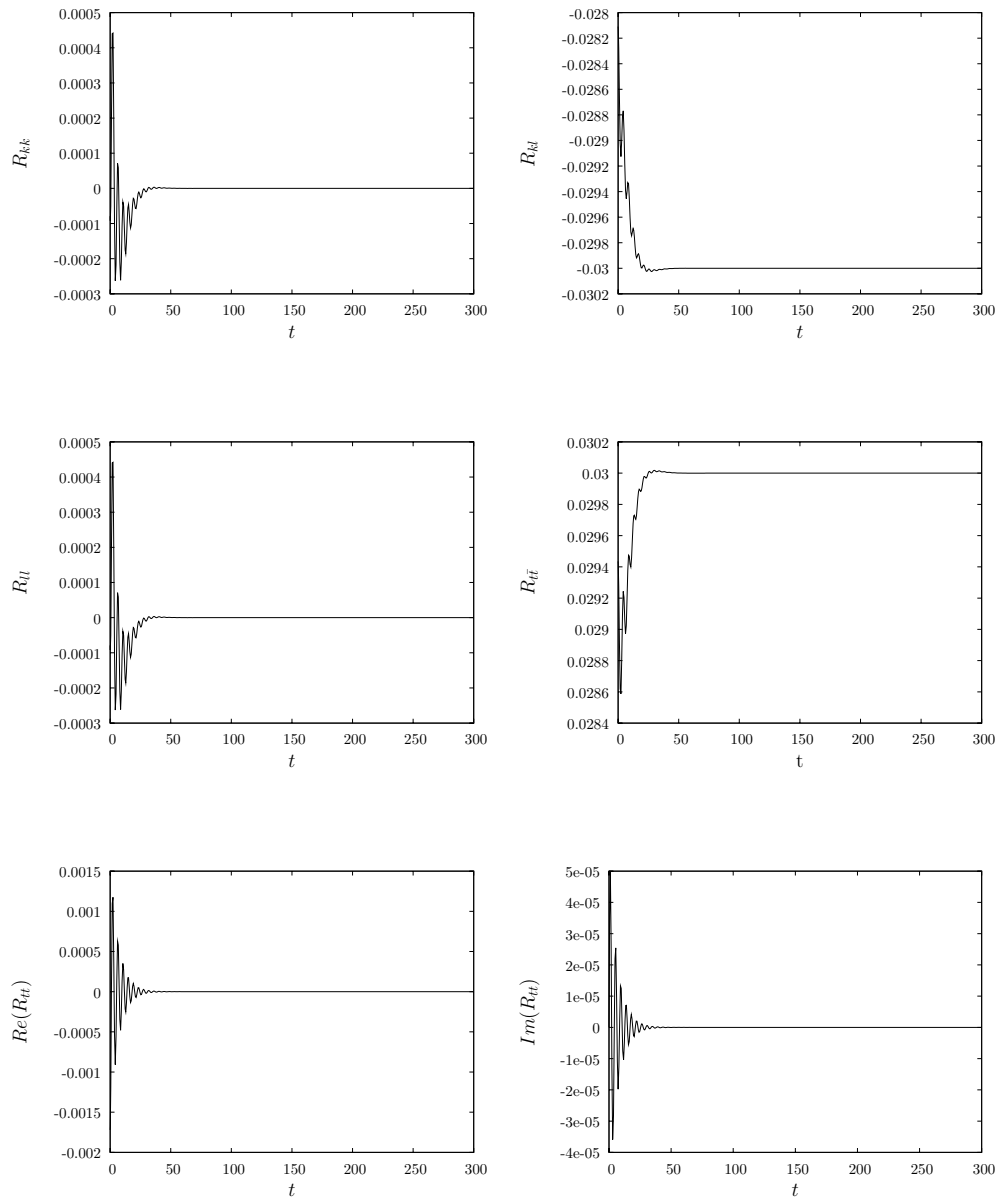 0.0005
0.0004
0.0003
0.0002
0.0001
0
-0.0001
-0.0002
-0.0003
R_{kk}
0 50 100 150 200 250 300
t
-0.028
-0.0282
-0.0284
-0.0286
-0.0288
-0.029
-0.0292
-0.0294
-0.0296
-0.0298
-0.03
-0.0302
R_{kl}
0 50 100 150 200 250 300
t
0.0005
0.0004
0.0003
0.0002
0.0001
0
-0.0001
-0.0002
-0.0003
R_{ll}
0 50 100 150 200 250 300
t
0.0302
0.03
0.0298
0.0296
0.0294
0.0292
0.029
0.0288
0.0286
0.0284
R_{t\bar{t}}
0 50 100 150 200 250 300
t
0.0015
0.001
0.0005
0
-0.0005
-0.001
-0.0015
-0.002
Re(R_{tt})
0 50 100 150 200 250 300
t
5e-05
4e-05
3e-05
2e-05
1e-05
0
-1e-05
-2e-05
-3e-05
-4e-05
Im(R_{tt})
0 50 100 150 200 250 300
t